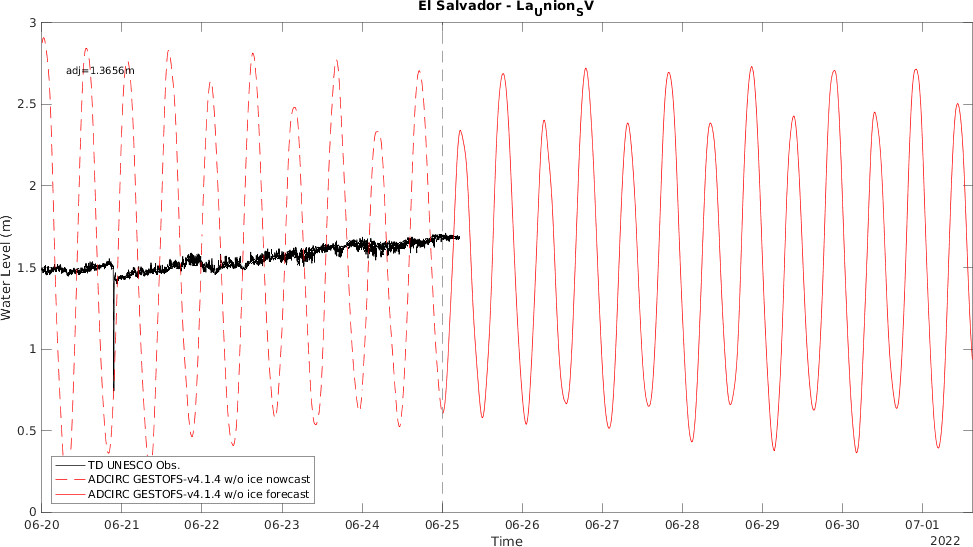 El Salvador - LaUnionSV
adj=1.3656m
Water Level (m)
3
2.5
2
1.5
1
0.5
0
TD UNESCO Obs.
ADCIRC GESTOFS-v4.1.4 w/o ice nowcast
ADCIRC GESTOFS-v4.1.4 w/o ice forecast
06-20 06-21 06-22 06-23 06-24 06-25 06-26 06-27 06-28 06-29 06-30 07-01
Time
2022